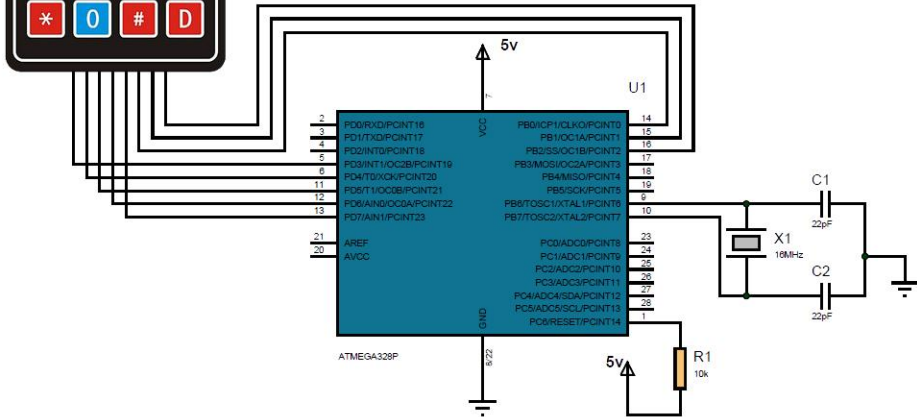 * 0 # D
5v
U1
7
VCC
2 PD0/RXD/PCINT16
3 PD1/TXD/PCINT17
4 PD2/INT0/PCINT18
5 PD3/INT1/OC2B/PCINT19
6 PD4/T0/XCK/PCINT20
11 PD5/T1/OC0B/PCINT21
12 PD6/AIN0/OC0A/PCINT22
13 PD7/AIN1/PCINT23
21 AREF
20 AVCC
PB0/ICP1/CLKO/PCINT0 14
PB1/OC1A/PCINT1 15
PB2/SS/OC1B/PCINT2 16
PB3/MOSI/OC2A/PCINT3 17
PB4/MISO/PCINT4 18
PB5/SCK/PCINT5 19
PB6/TOSC1/XTAL1/PCINT6 9
PB7/TOSC2/XTAL2/PCINT7 10
PC0/ADC0/PCINT8 23
PC1/ADC1/PCINT9 24
PC2/ADC2/PCINT10 25
PC3/ADC3/PCINT11 26
PC4/ADC4/SDA/PCINT12 27
PC5/ADC5/SCL/PCINT13 28
PC6/RESET/PCINT14 1
GND
8/22
ATMEGA328P
C1
22pF
X1
16MHz
C2
22pF
5v
R1
10k